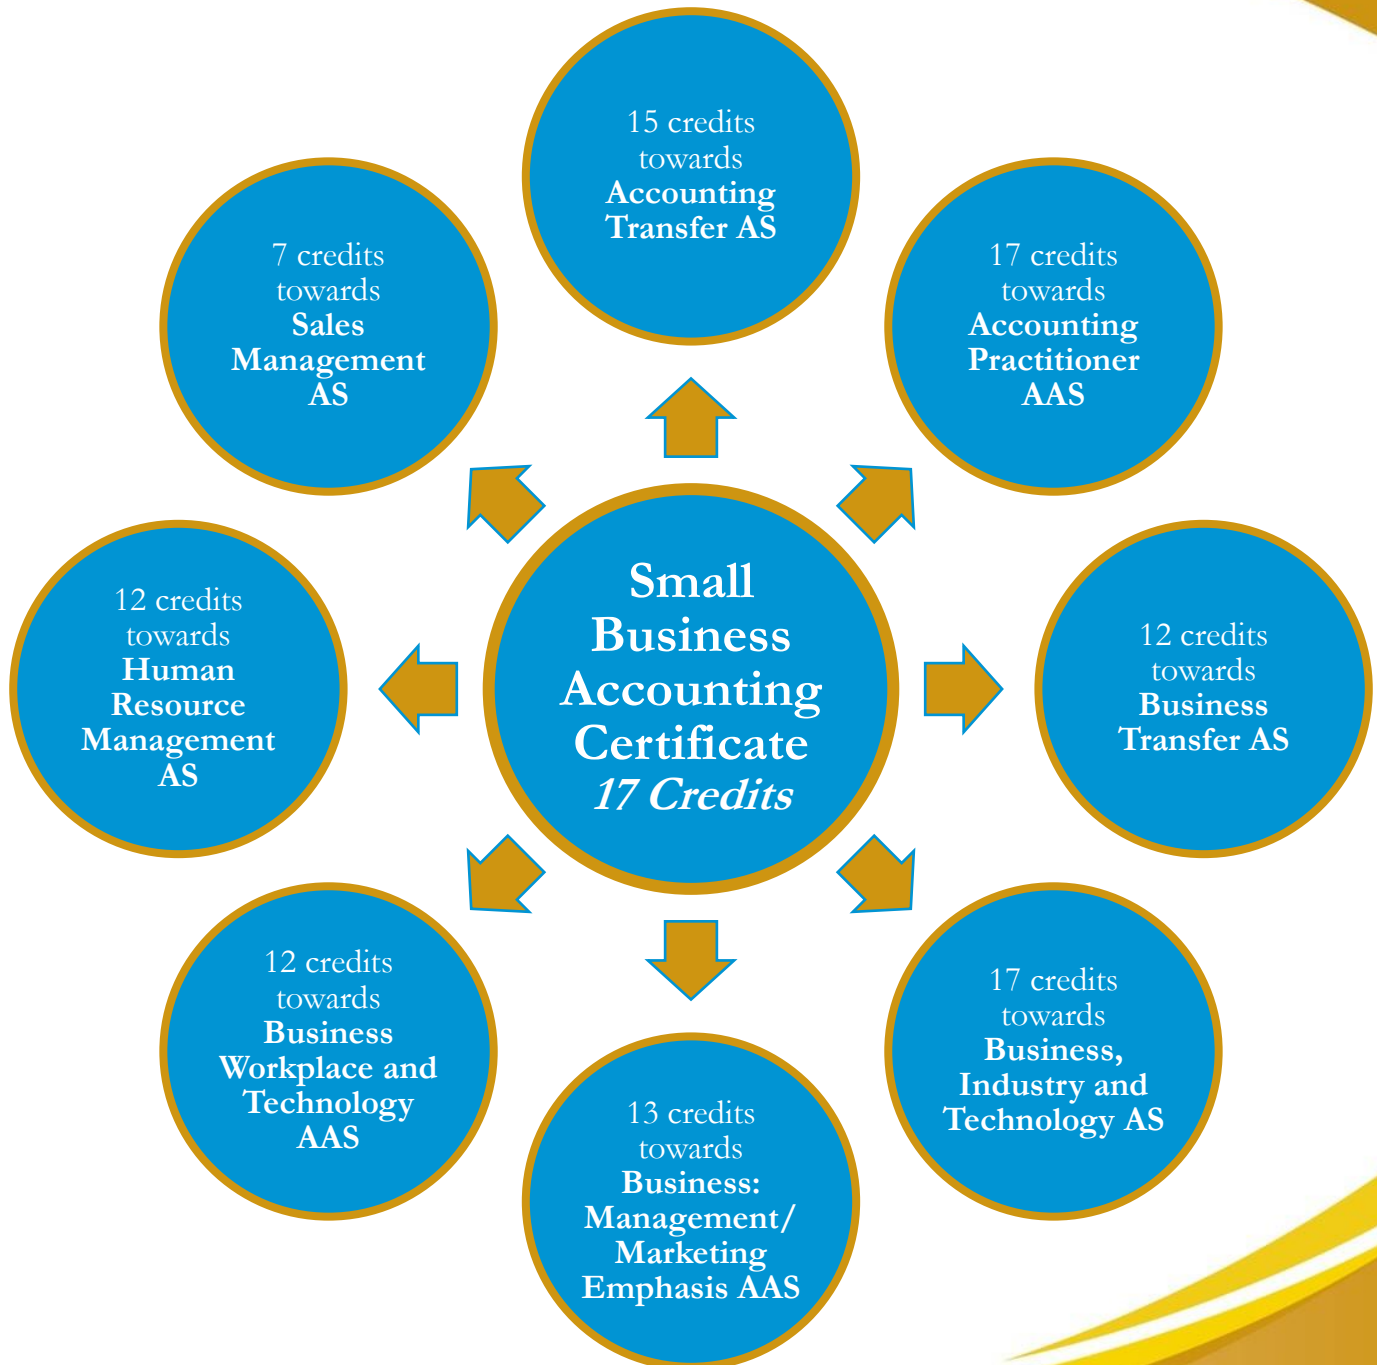 15 credits
towards
Accounting
Transfer AS
17 credits
towards
Accounting
Practitioner
AAS
12 credits
towards
Business
Transfer AS
17 credits
towards
Business,
Industry and
Technology AS
13 credits
towards
Business:
Management/
Marketing
Emphasis AAS
12 credits
towards
Business
Workplace and
Technology
AAS
12 credits
towards
Human
Resource
Management
AS
7 credits
towards
Sales
Management
AS
Small
Business
Accounting
Certificate
17 Credits